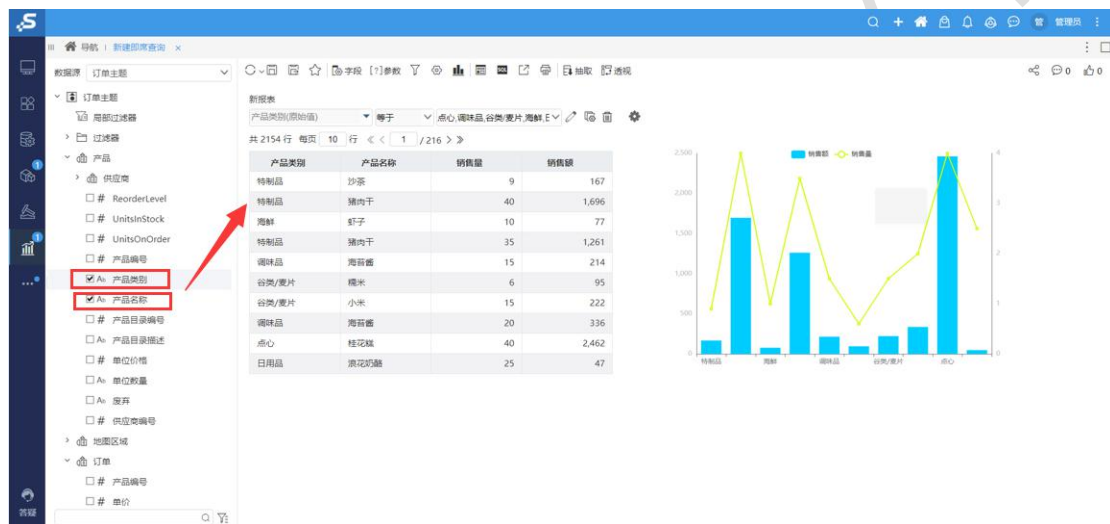 S
管 管理员
导航 | 新建即席查询 ×
数据源 订单主题
字段 [?]参数 SQL 抽取 透视
0 0
订单主题
局部过滤器
过滤器
产品
供应商
# ReorderLevel
# UnitsInStock
# UnitsOnOrder
# 产品编号
Ab 产品类别
Ab 产品名称
# 产品目录编号
Ab 产品目录描述
# 单位价格
Ab 单位数量
Ab 废弃
# 供应商编号
地图区域
订单
# 产品编号
# 单价
1
1
答疑
新报表
产品类别(原始值) 等于 点心,调味品,谷类/麦片,海鲜,E
共 2154 行 每页 10 行 1 /216
产品类别 产品名称 销售量 销售额
特制品 沙茶 9 167
特制品 猪肉干 40 1,696
海鲜 虾子 10 77
特制品 猪肉干 35 1,261
调味品 海苔酱 15 214
谷类/麦片 糯米 6 95
谷类/麦片 小米 15 222
调味品 海苔酱 20 336
点心 桂花糕 40 2,462
日用品 浪花奶酪 25 47
销售额 销售量
2,500 4
2,000 3
1,500
2
1,000
1
500
0 0
特制品 海鲜 调味品 谷类/麦片 点心